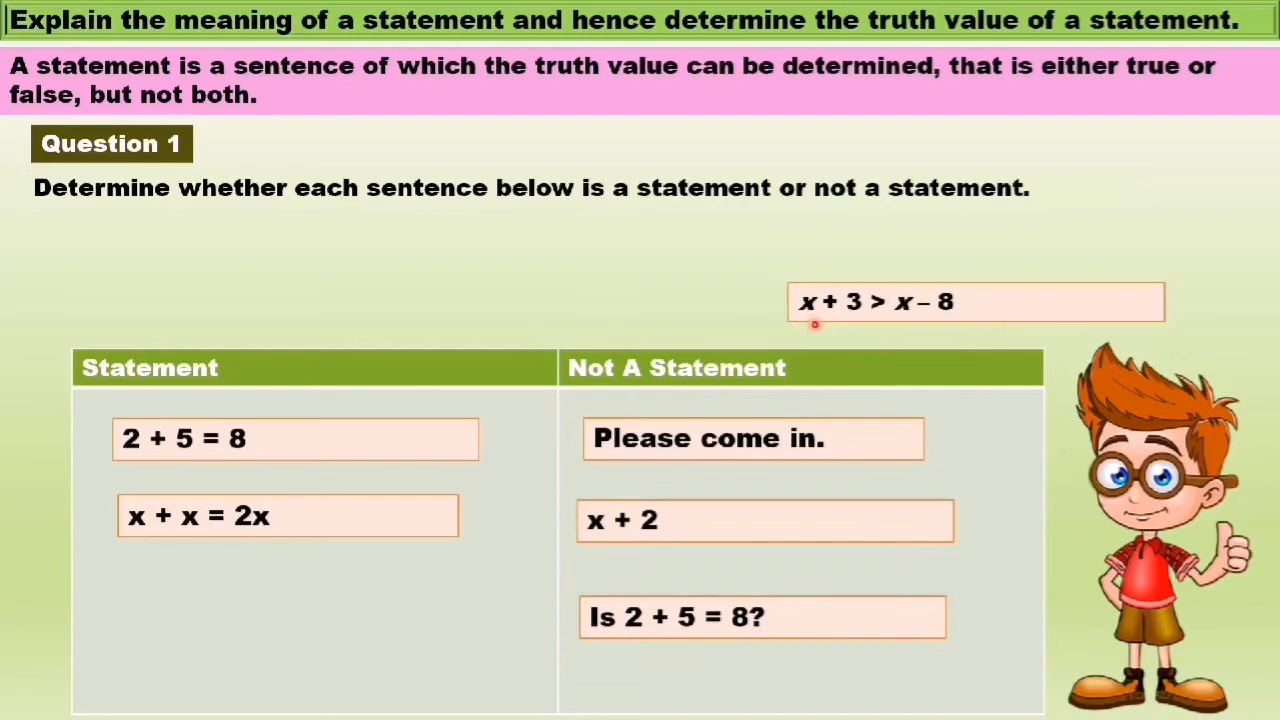 Explain the meaning of a statement and hence determine the truth value of a statement.
A statement is a sentence of which the truth value can be determined, that is either true or
false, but not both.
Question 1
Determine whether each sentence below is a statement or not a statement.
x + 3 > x – 8
Statement
Not A Statement
2 + 5 = 8
Please come in.
x + x = 2x
x + 2
Is 2 + 5 = 8?